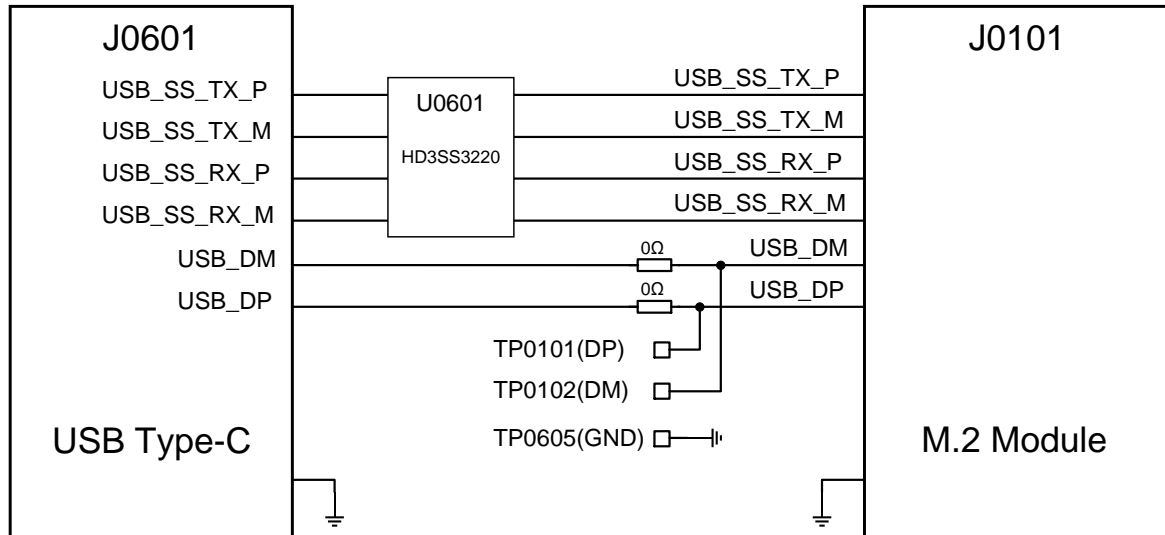 J0601
J0101
USB_SS_TX_P
U0601
USB_SS_TX_P
USB_SS_TX_M
HD3SS3220
USB_SS_TX_M
USB_SS_RX_P
USB_SS_RX_P
USB_SS_RX_M
USB_SS_RX_M
USB_DM
0Ω
USB_DM
USB_DP
0Ω
USB_DP
TP0101(DP)
TP0102(DM)
TP0605(GND)
USB Type-C
M.2 Module